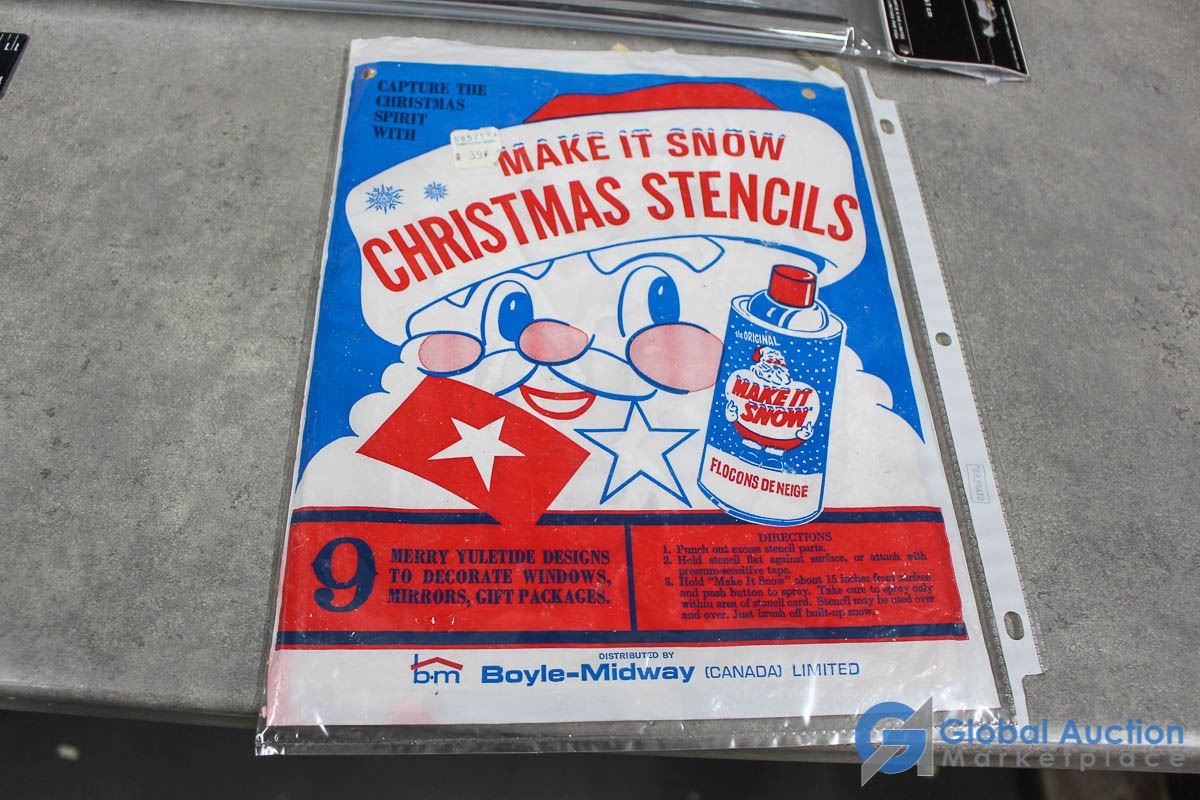 CAPTURE THE
CHRISTMAS
SPIRIT
WITH
39¢
MAKE IT SNOW
CHRISTMAS STENCILS
the ORIGINAL
MAKE IT
SNOW
FLOCONS DE NEIGE
9
MERRY YULETIDE DESIGNS
TO DECORATE WINDOWS,
MIRRORS, GIFT PACKAGES.
DIRECTIONS
1. Punch out excess stencil parts.
2. Hold stencil flat against surface, or attach with
pressure-sensitive tape.
3. Hold "Make It Snow" about 15 inches from surface
and push button to spray. Take care to spray only
within area of stencil card. Stencil may be used over
and over. Just brush off built-up snow.
DISTRIBUTED BY
b·m Boyle-Midway (CANADA) LIMITED
Global Auction
Marketplace